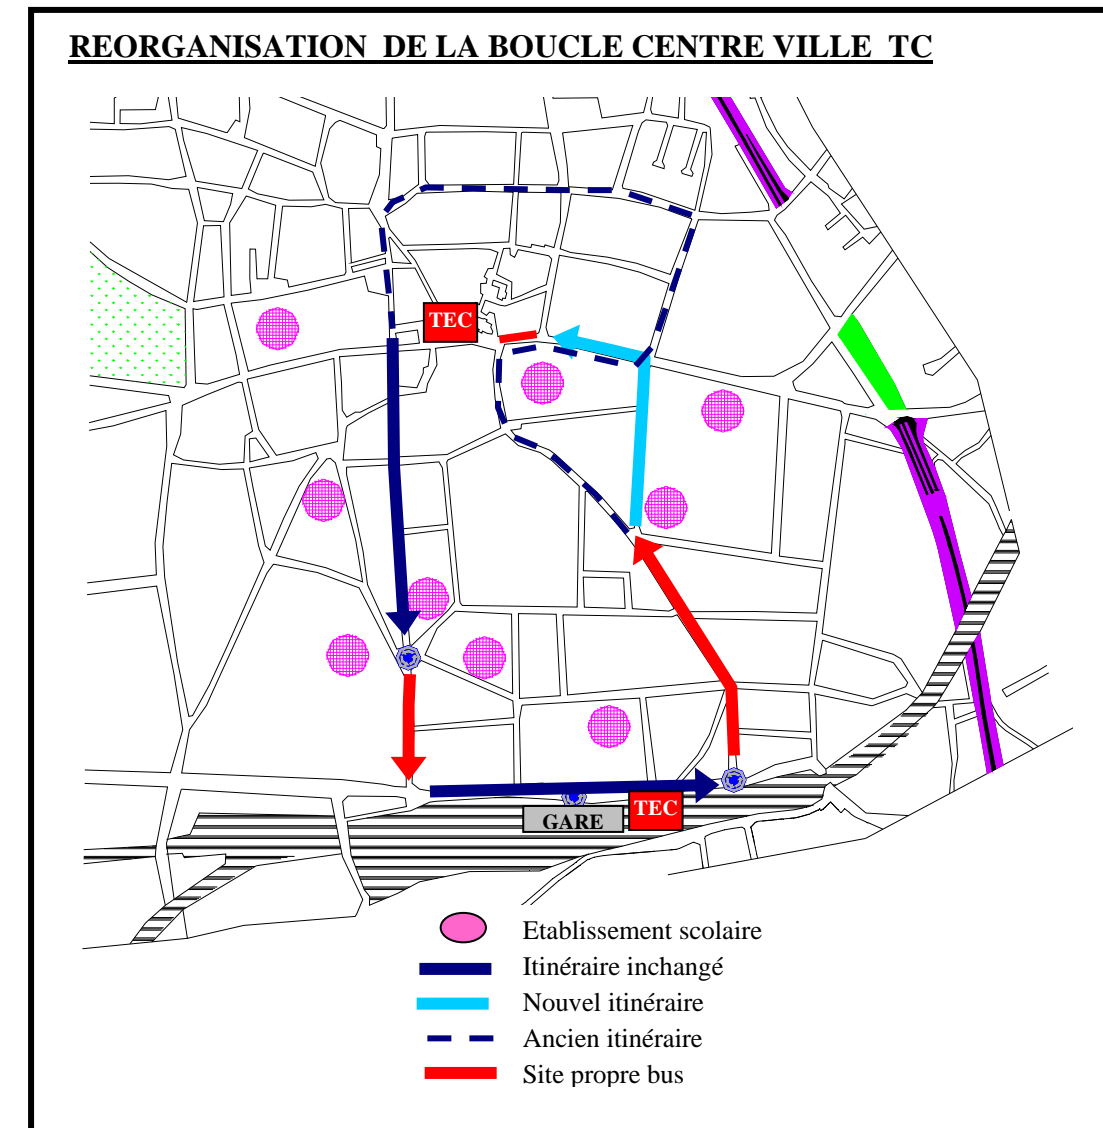 REORGANISATION DE LA BOUCLE CENTRE VILLE TC
TEC
TEC
GARE
Etablissement scolaire
Itinéraire inchangé
Nouvel itinéraire
Ancien itinéraire
Site propre bus